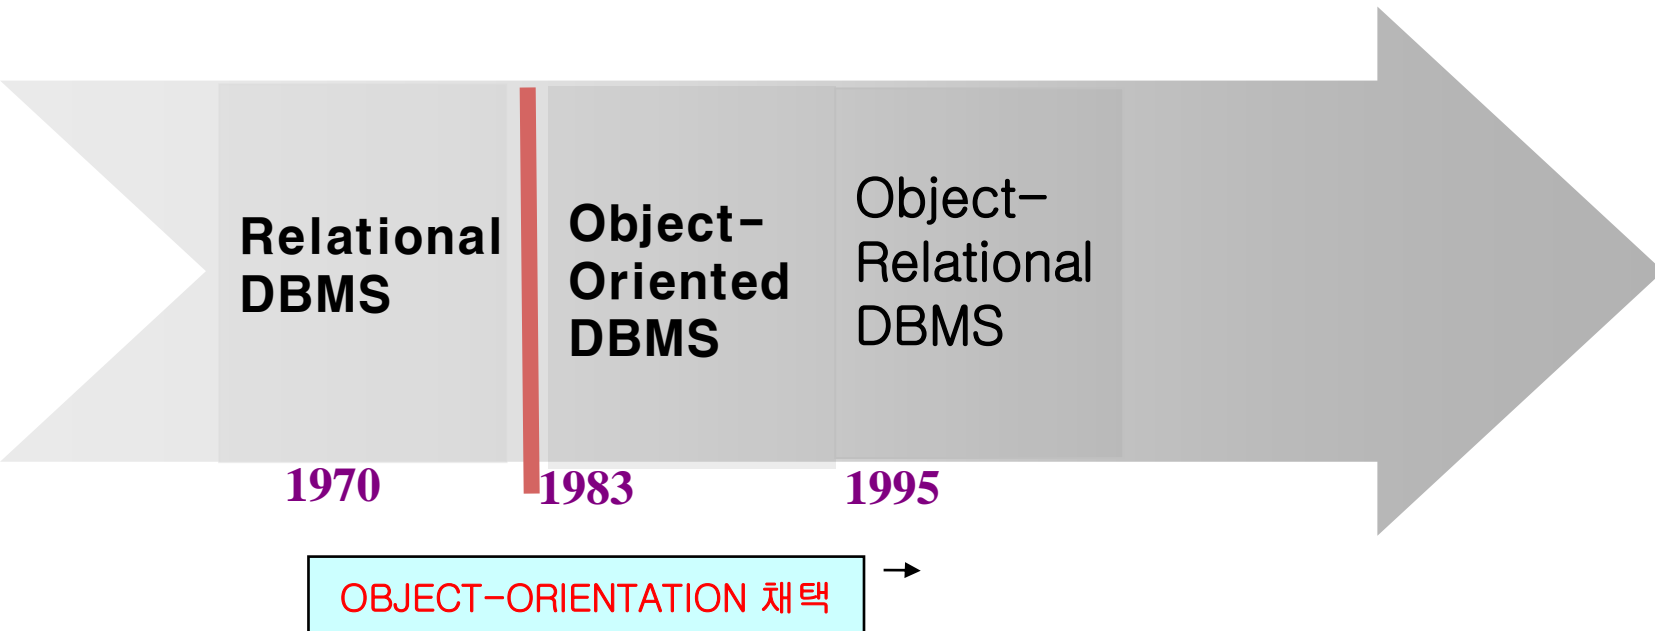 Relational
DBMS
Object-
Oriented
DBMS
Object-
Relational
DBMS
1970
1983
1995
OBJECT-ORIENTATION 채택